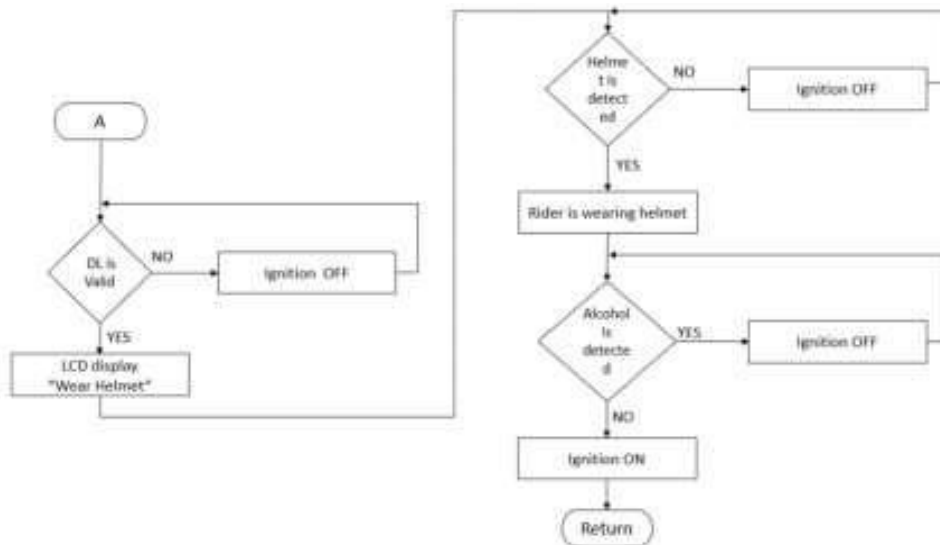 A
DL is
Valid
NO
Ignition OFF
YES
LCD display
"Wear Helmet"
Helme
t is
detect
nd
NO
Ignition OFF
YES
Rider is wearing helmet
Alcohol
is
detecte
d
YES
Ignition OFF
NO
Ignition ON
Return